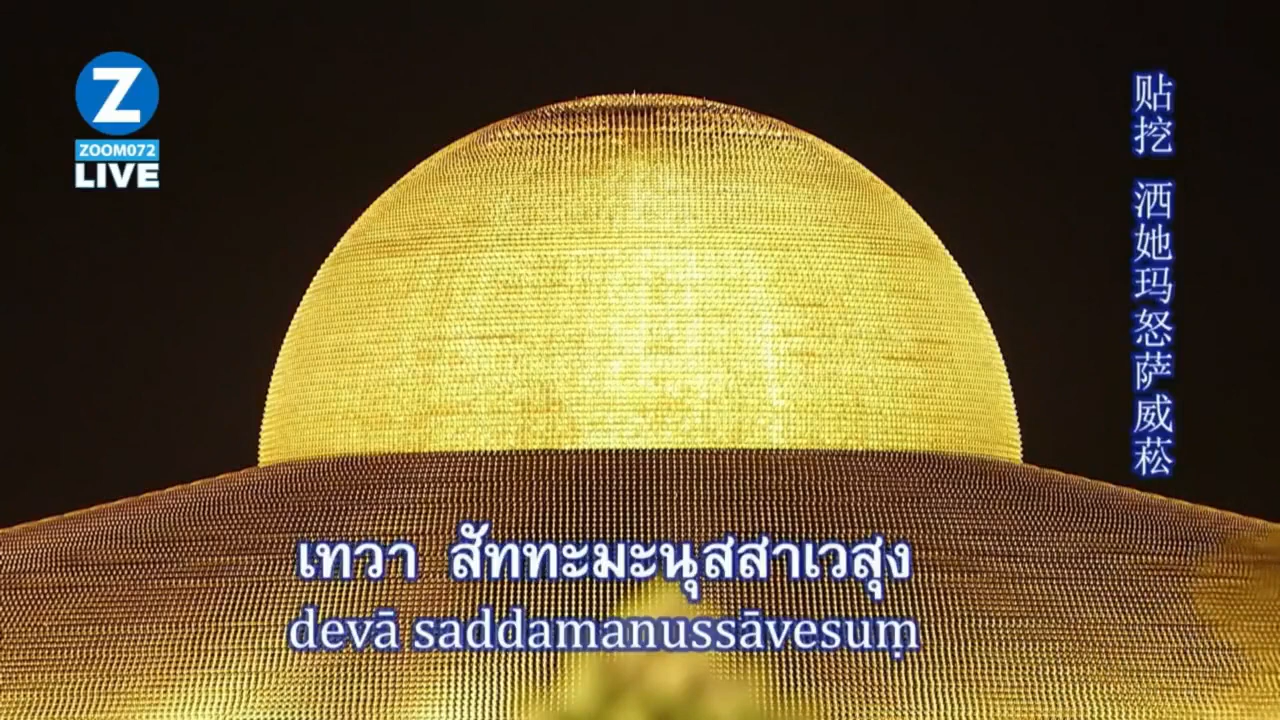 Z
ZOOM072
LIVE
贴挖 洒她玛怒萨威菘
เทวา สัททะมะนุสสาเวสุง
devā saddamanussāvesuṃ